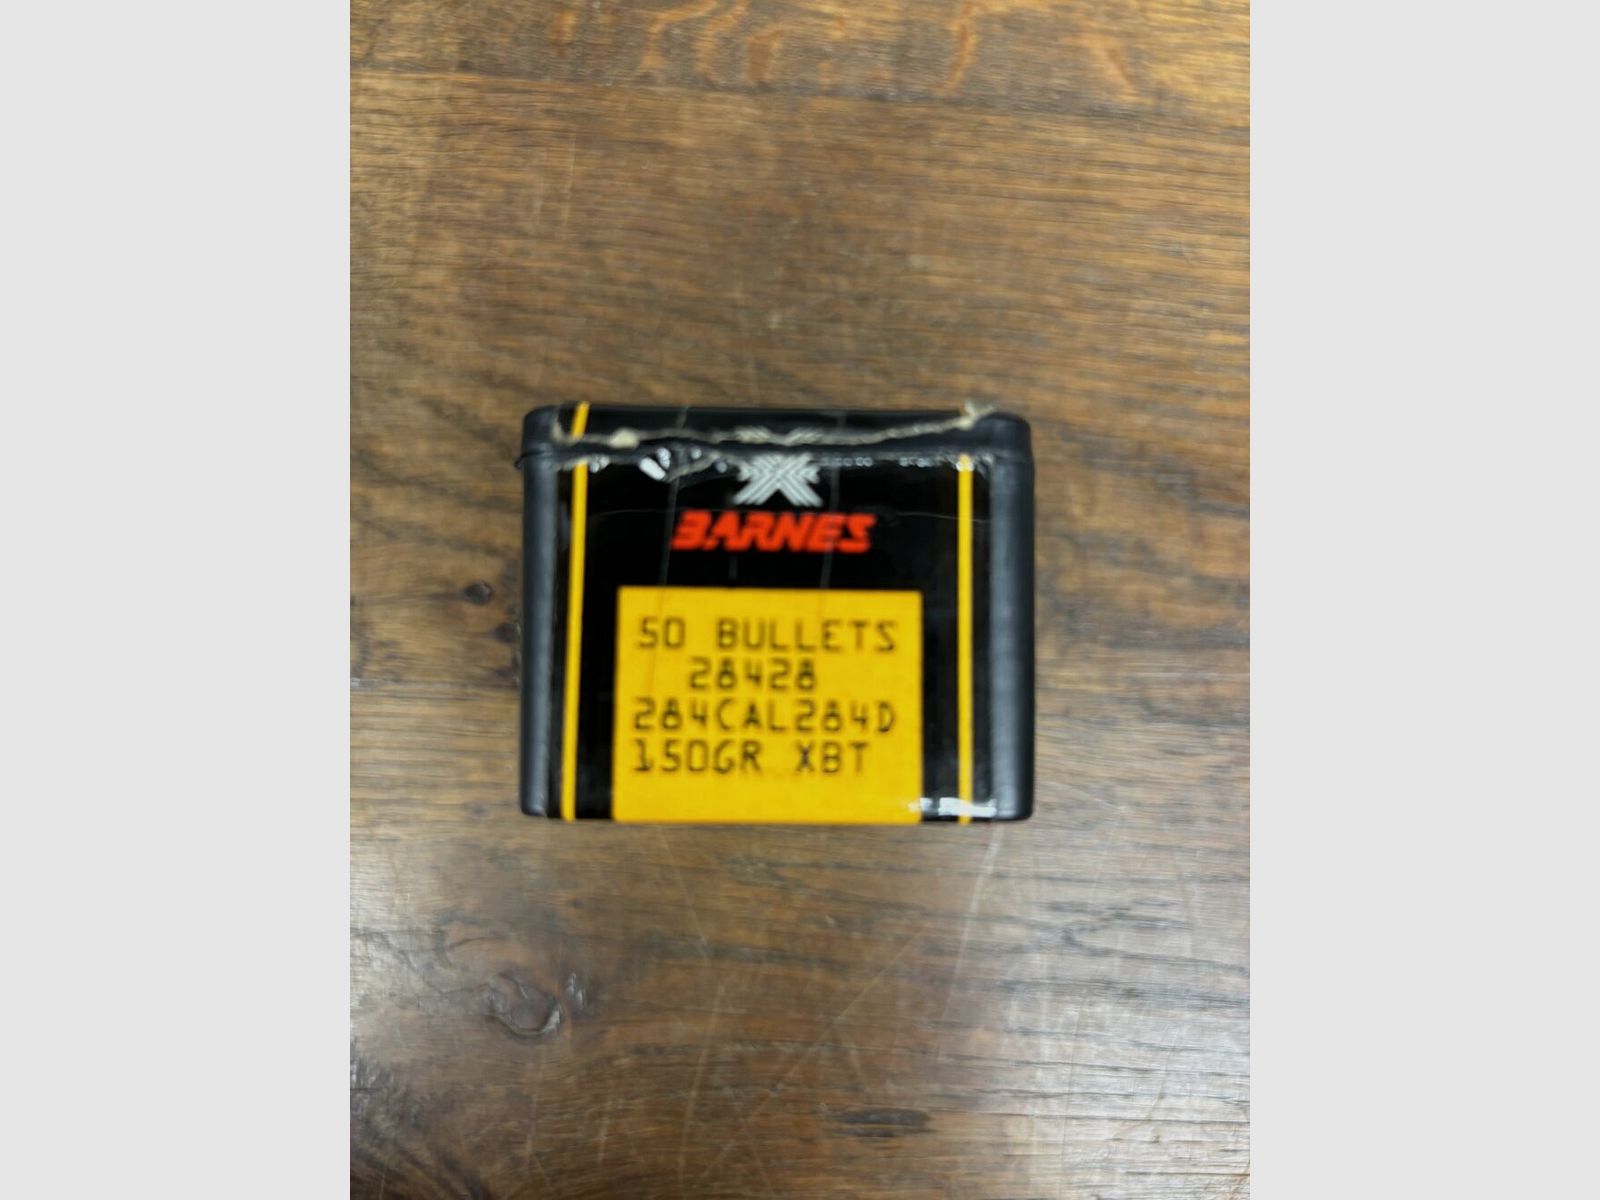 X
BARNES
50 BULLETS
28428
284CAL284D
150GR XBT